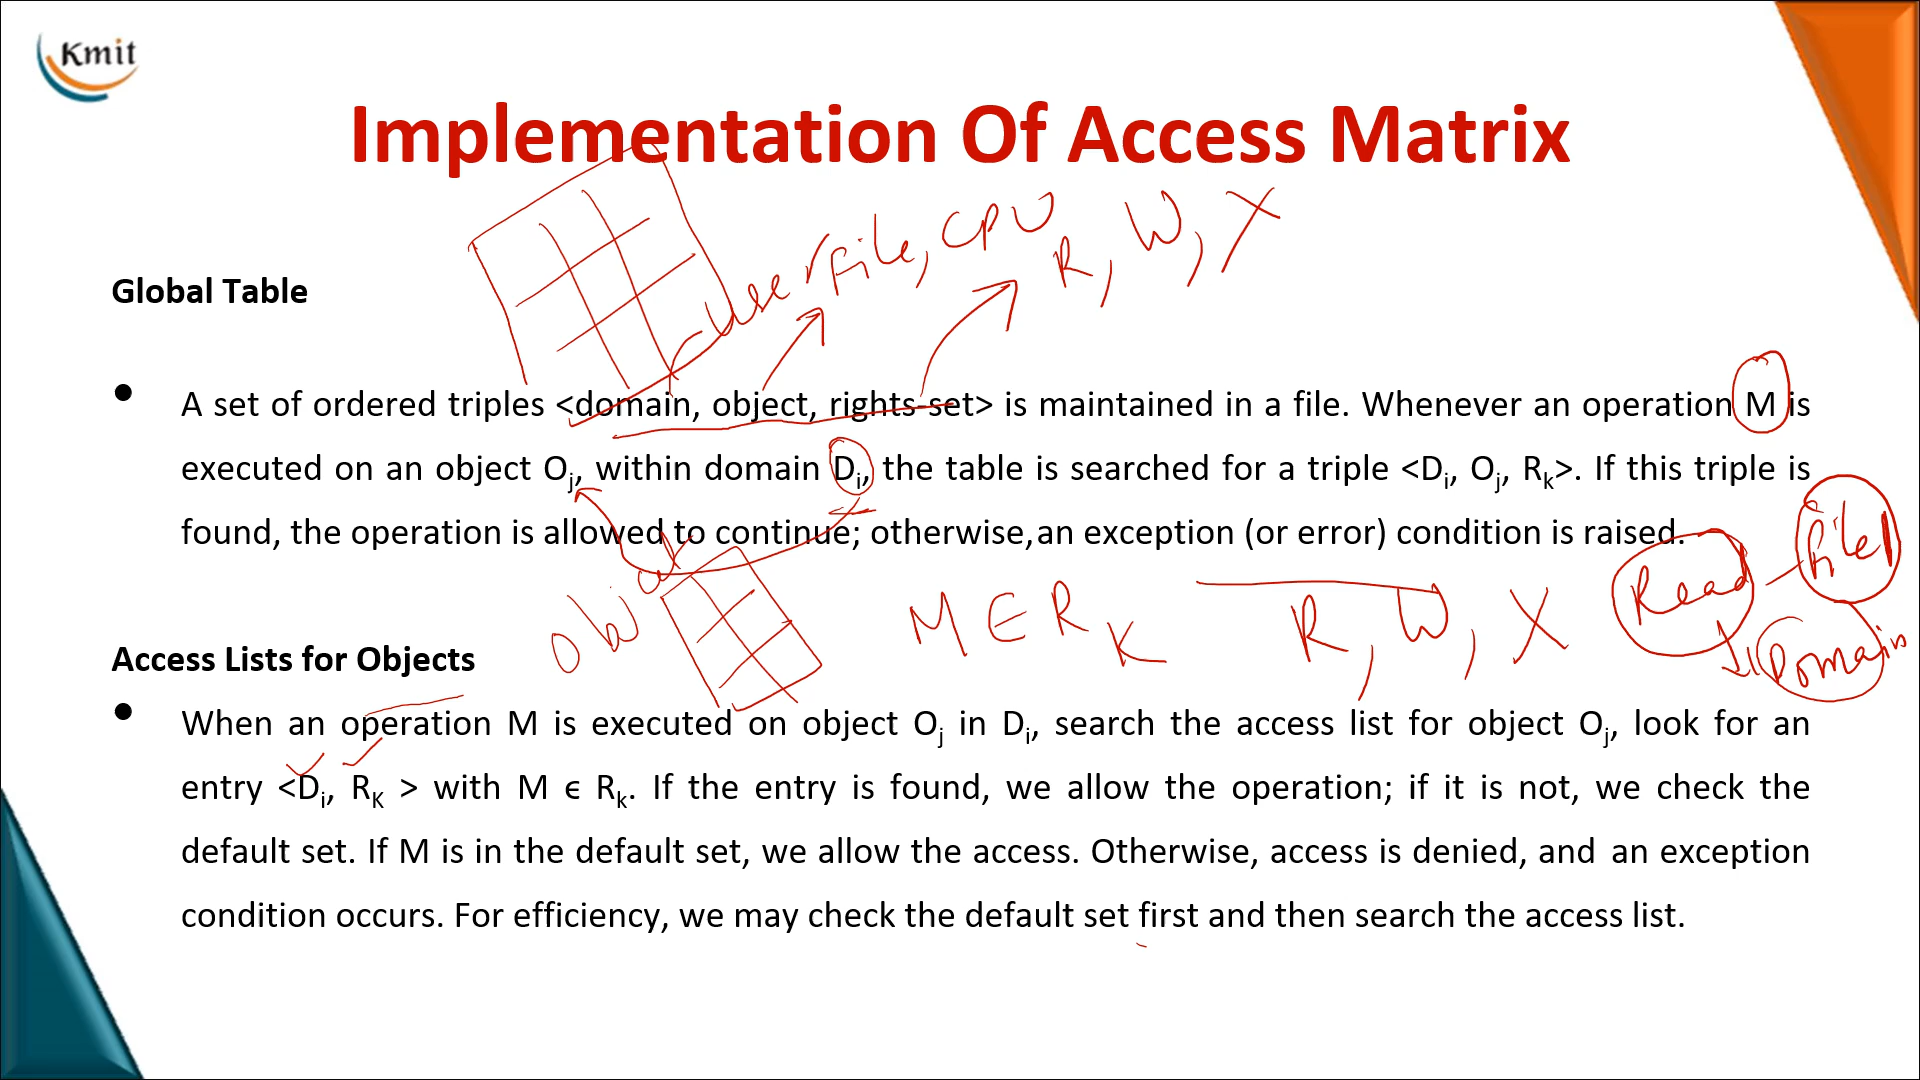 Kmit
Implementation Of Access Matrix
user file, CPU R, W, X
Global Table
• A set of ordered triples <domain, object, rights-set> is maintained in a file. Whenever an operation M is
executed on an object Oj, within domain Di, the table is searched for a triple <Di, Oj, Rk>. If this triple is
found, the operation is allowed to continue; otherwise, an exception (or error) condition is raised.
object M ∈ R K R, W, X Read File1
Domain
Access Lists for Objects
• When an operation M is executed on object Oj in Di, search the access list for object Oj, look for an
entry <Di, RK > with M ϵ Rk. If the entry is found, we allow the operation; if it is not, we check the
default set. If M is in the default set, we allow the access. Otherwise, access is denied, and an exception
condition occurs. For efficiency, we may check the default set first and then search the access list.